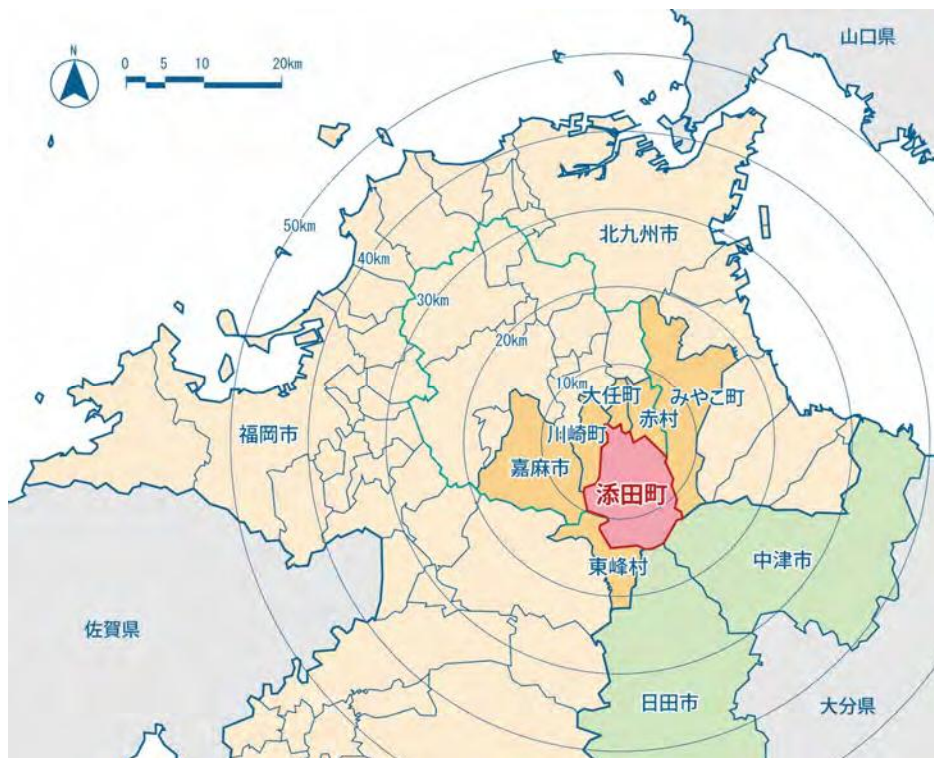 山口県
N
0 5 10 20km
50km
40km
30km
20km
10km
北九州市
大任町
みやこ町
赤村
川崎町
福岡市
嘉麻市
添田町
中津市
東峰村
佐賀県
日田市
大分県